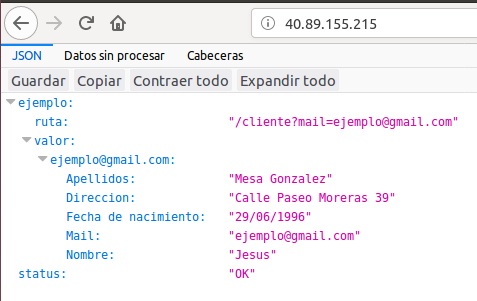 40.89.155.215
JSON Datos sin procesar Cabeceras
Guardar Copiar Contraer todo Expandir todo
ejemplo:
ruta: "/cliente?mail=ejemplo@gmail.com"
valor:
ejemplo@gmail.com:
Apellidos: "Mesa Gonzalez"
Direccion: "Calle Paseo Moreras 39"
Fecha de nacimiento: "29/06/1996"
Mail: "ejemplo@gmail.com"
Nombre: "Jesus"
status: "OK"